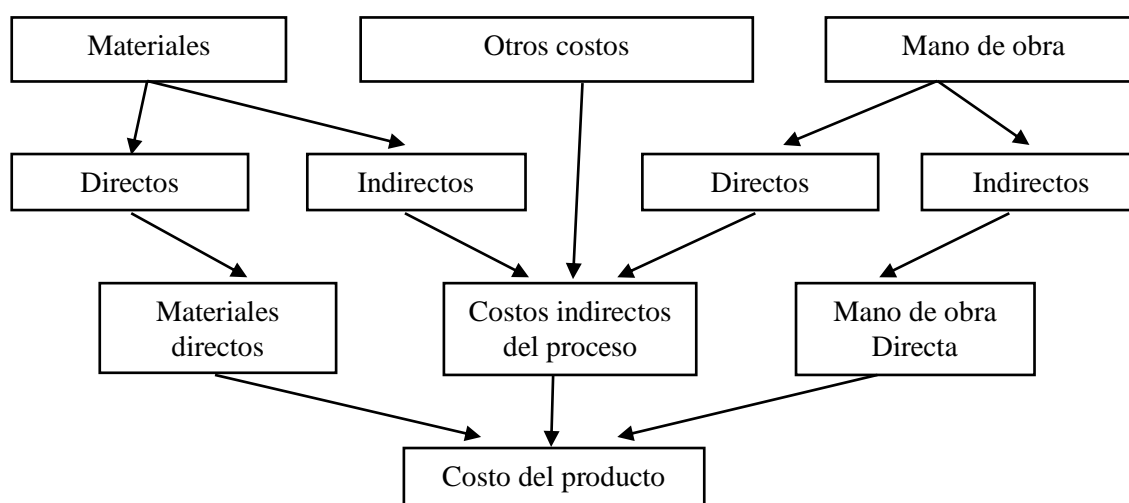 Materiales
Otros costos
Mano de obra
Directos
Indirectos
Directos
Indirectos
Materiales
directos
Costos indirectos
del proceso
Mano de obra
Directa
Costo del producto